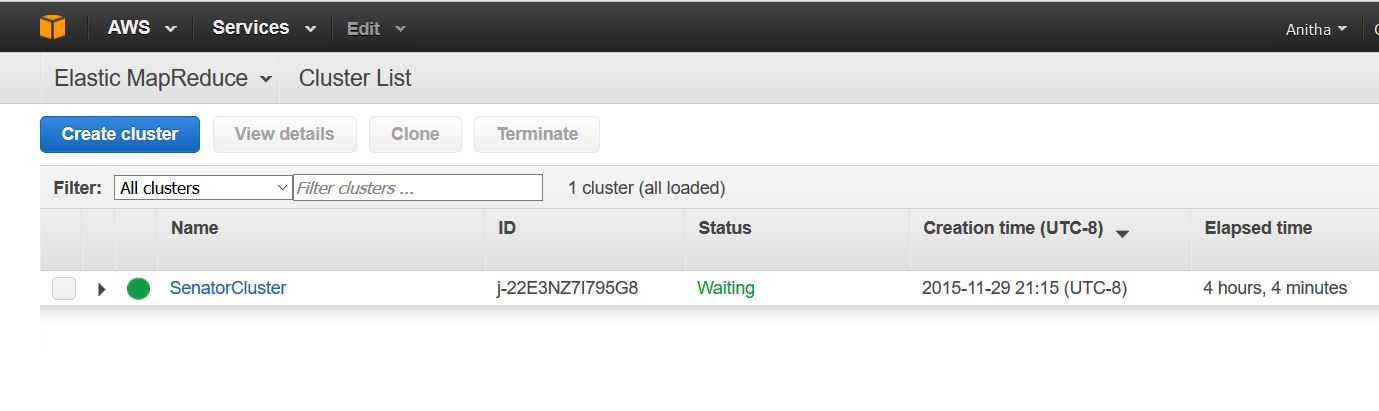 AWS Services Edit Anitha
Elastic MapReduce Cluster List
Create cluster View details Clone Terminate
Filter: All clusters Filter clusters ... 1 cluster (all loaded)
Name ID Status Creation time (UTC-8) Elapsed time
SenatorCluster j-22E3NZ7I795G8 Waiting 2015-11-29 21:15 (UTC-8) 4 hours, 4 minutes